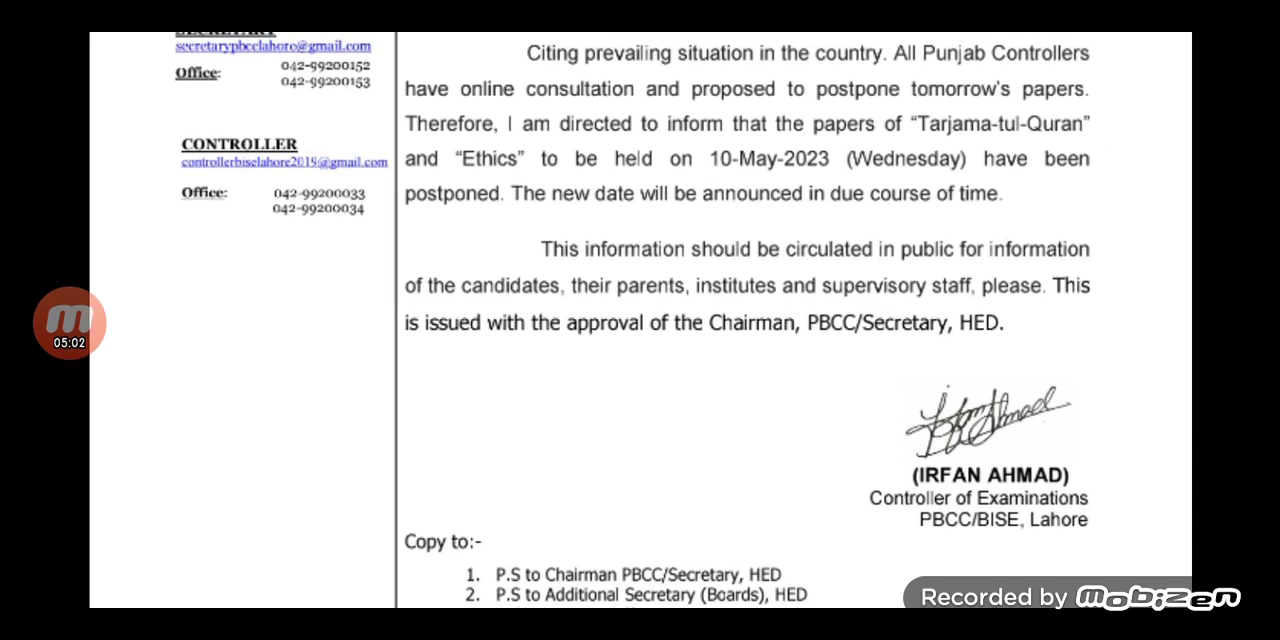 SECRETARY
secretarypbcclahore@gmail.com
Office:
042-99200152
042-99200153
CONTROLLER
controllerbiselahore2019@gmail.com
Office:
042-99200033
042-99200034
Citing prevailing situation in the country. All Punjab Controllers
have online consultation and proposed to postpone tomorrow's papers.
Therefore, I am directed to inform that the papers of “Tarjama-tul-Quran”
and “Ethics” to be held on 10-May-2023 (Wednesday) have been
postponed. The new date will be announced in due course of time.
This information should be circulated in public for information
of the candidates, their parents, institutes and supervisory staff, please. This
is issued with the approval of the Chairman, PBCC/Secretary, HED.
(IRFAN AHMAD)
Controller of Examinations
PBCC/BISE, Lahore
Copy to:-
1. P.S to Chairman PBCC/Secretary, HED
2. P.S to Additional Secretary (Boards), HED
05:02
Recorded by Mobizen